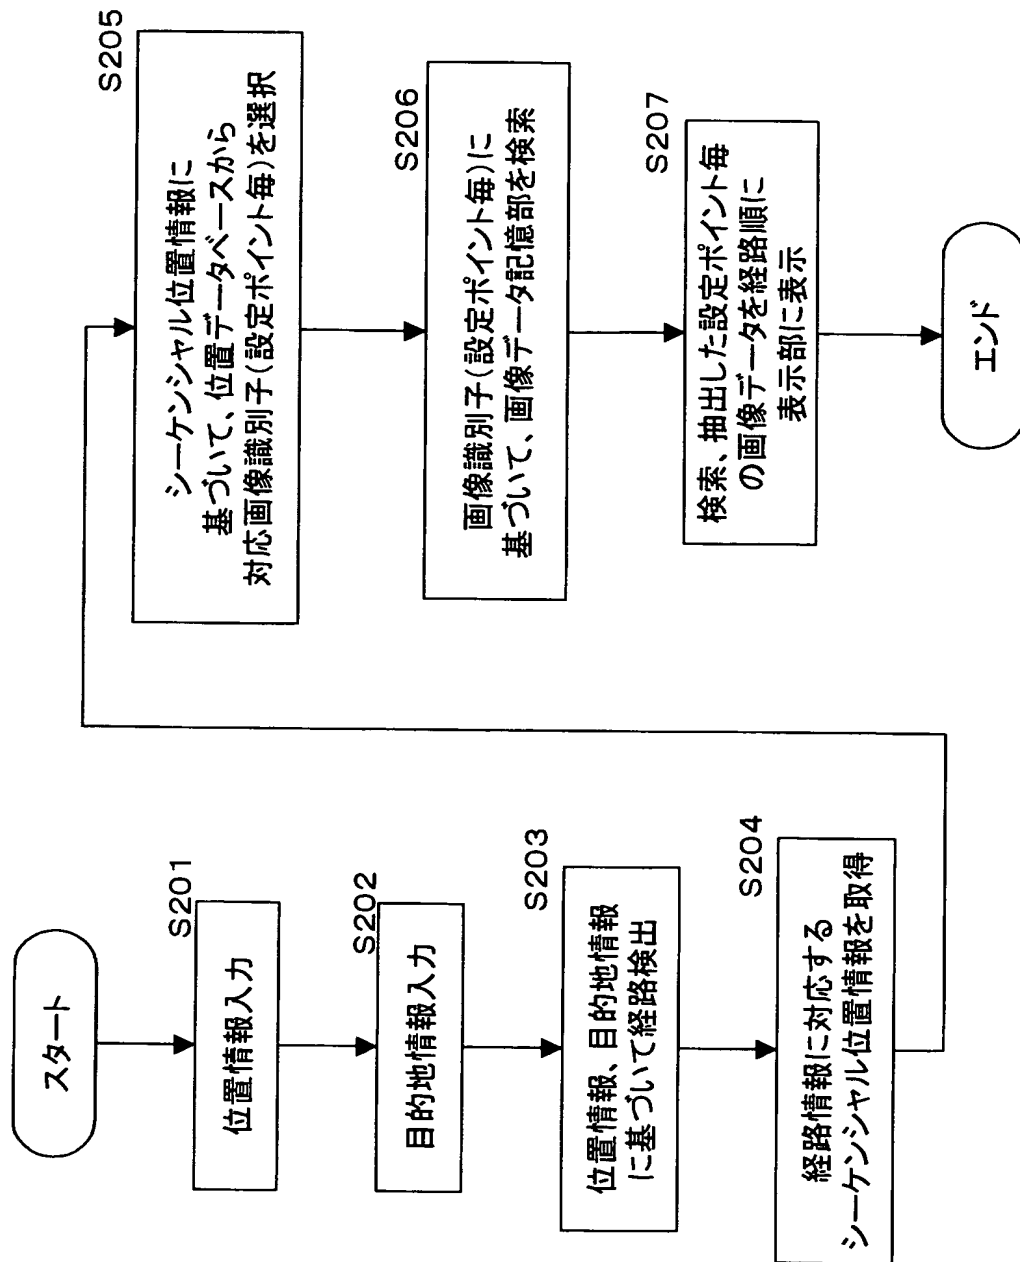 スタート
S201
位置情報入力
S202
目的地情報入力
S203
位置情報、目的地情報
に基づいて経路検出
S204
経路情報に対応する
シーケンシャル位置情報を取得
S205
シーケンシャル位置情報に
基づいて、位置データベースから
対応画像識別子(設定ポイント毎)を選択
S206
画像識別子(設定ポイント毎)に
基づいて、画像データ記憶部を検索
S207
検索、抽出した設定ポイント毎
の画像データを経路順に
表示部に表示
エンド